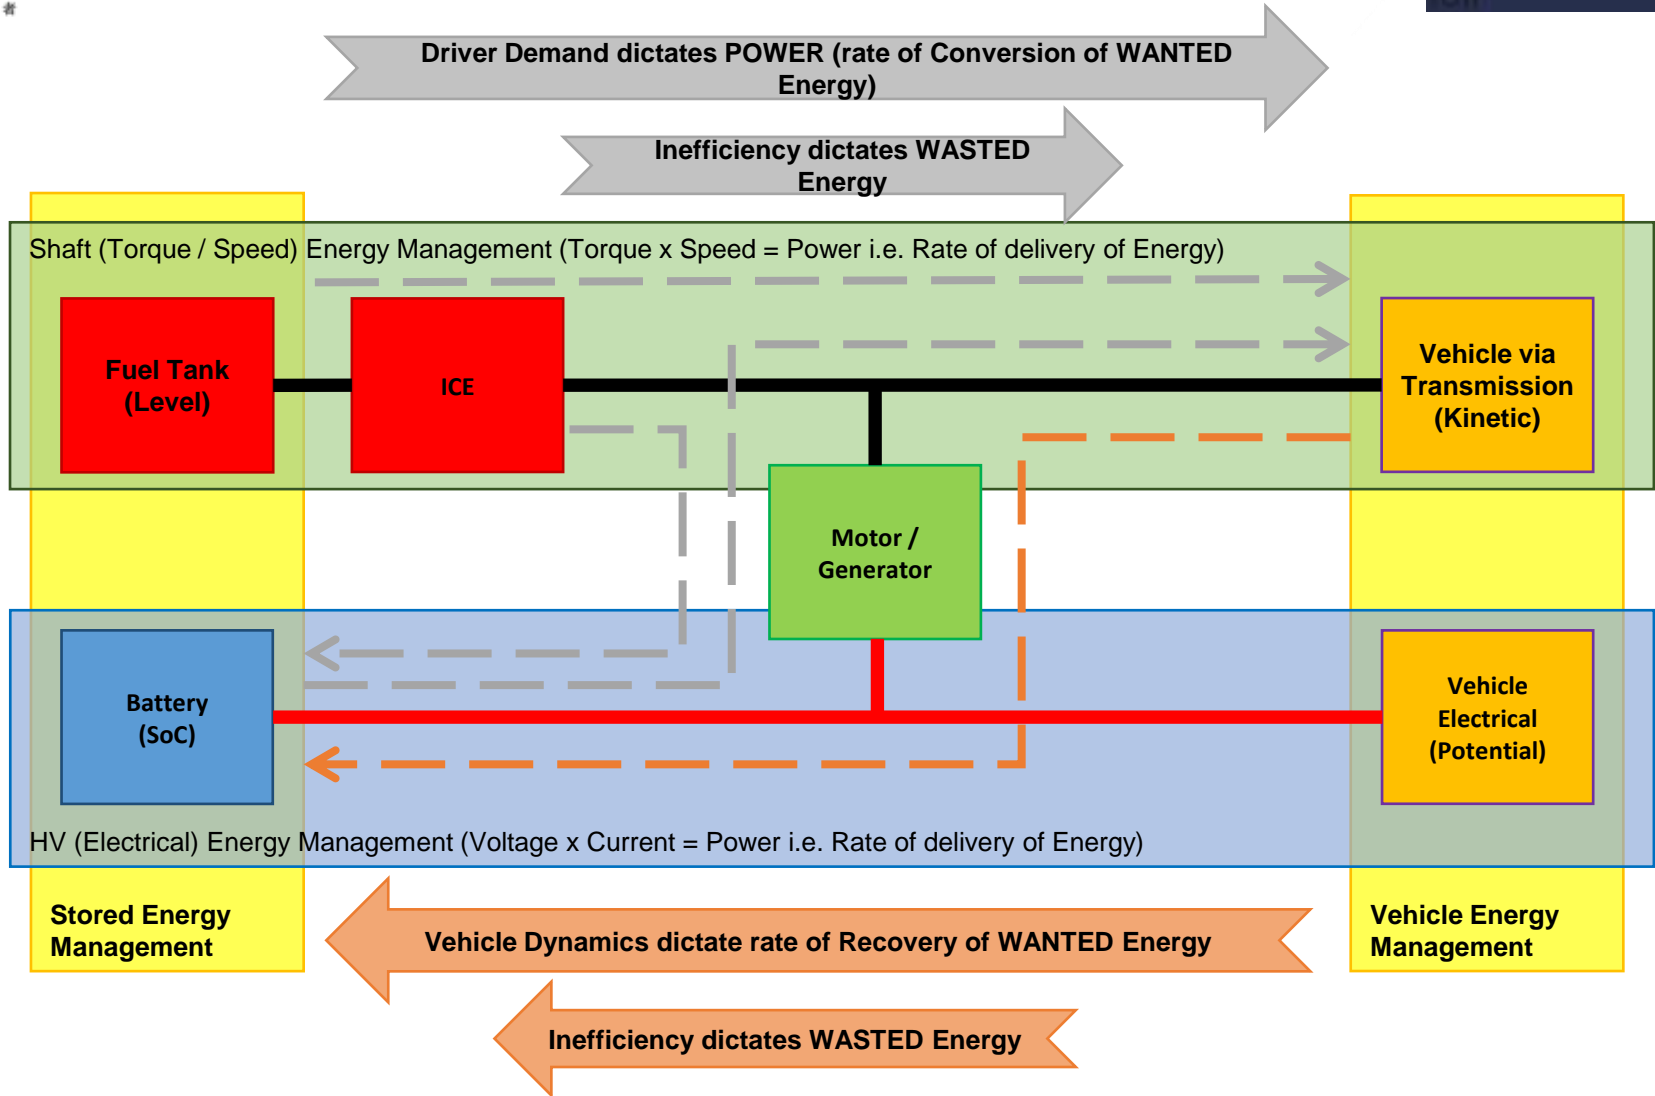 者
Driver Demand dictates POWER (rate of Conversion of WANTED
Energy)
Inefficiency dictates WASTED
Energy
Shaft (Torque / Speed) Energy Management (Torque x Speed = Power i.e. Rate of delivery of Energy)
Fuel Tank
(Level)
ICE
Vehicle via
Transmission
(Kinetic)
Motor /
Generator
Battery
(SoC)
Vehicle
Electrical
(Potential)
HV (Electrical) Energy Management (Voltage x Current = Power i.e. Rate of delivery of Energy)
Stored Energy
Management
Vehicle Dynamics dictate rate of Recovery of WANTED Energy
Vehicle Energy
Management
Inefficiency dictates WASTED Energy